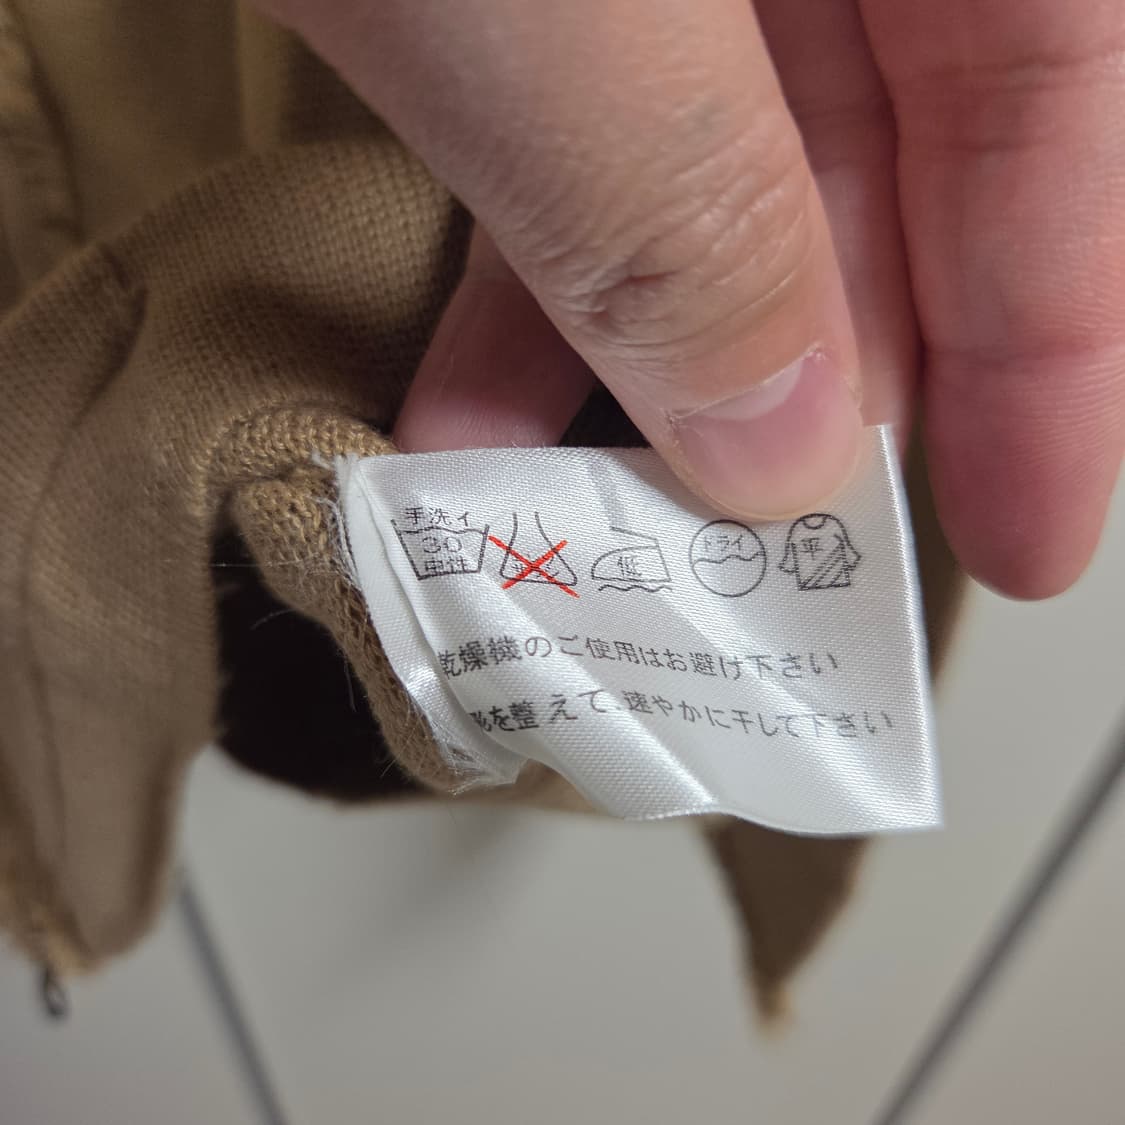 手洗イ
30
中性
低
ドライ
平
乾燥機のご使用はお避け下さい
を整えて、速やかに干して下さい